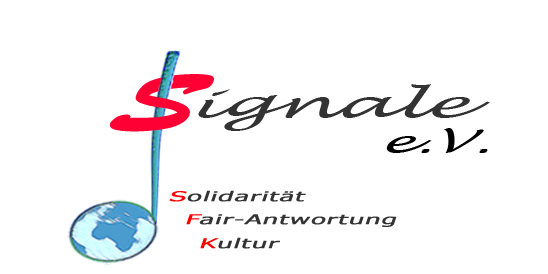 Signale
e.V.
Solidarität
Fair-Antwortung
Kultur